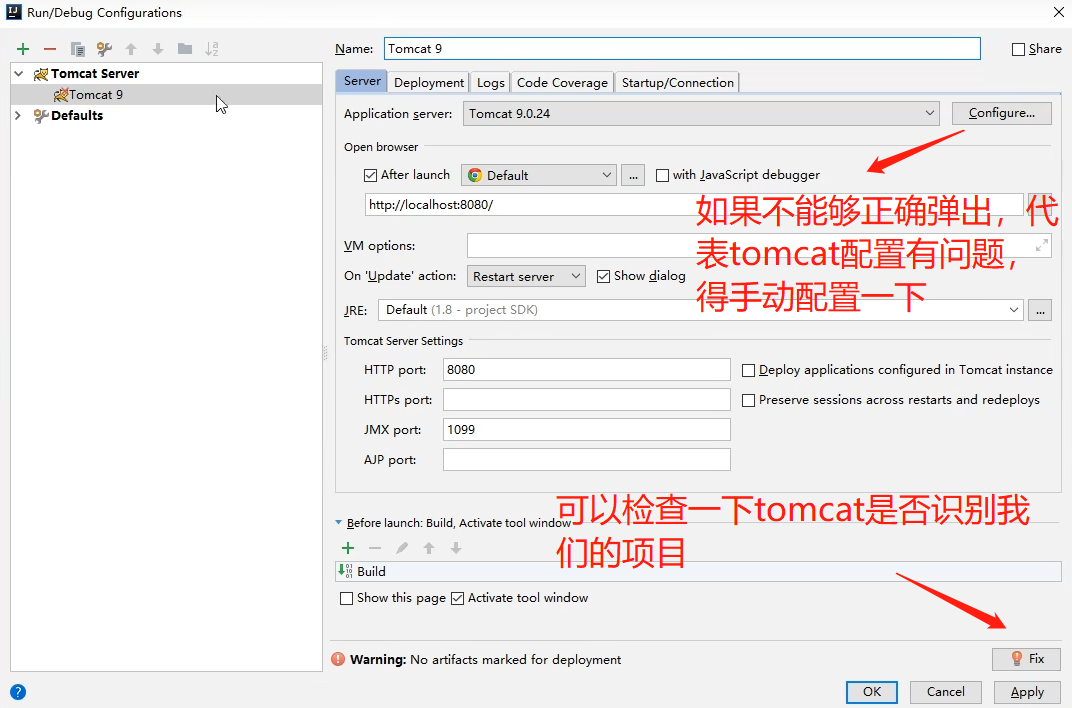 Run/Debug Configurations
Name: Tomcat 9 Share
Tomcat Server
Tomcat 9
Defaults
Server Deployment Logs Code Coverage Startup/Connection
Application server: Tomcat 9.0.24 Configure...
Open browser
After launch Default ... with JavaScript debugger
http://localhost:8080/
如果不能够正确弹出，代
表tomcat配置有问题，
得手动配置一下
VM options:
On 'Update' action: Restart server Show dialog
JRE: Default (1.8 - project SDK) ...
Tomcat Server Settings
HTTP port: 8080 Deploy applications configured in Tomcat instance
HTTPs port: Preserve sessions across restarts and redeploys
JMX port: 1099
AJP port:
可以检查一下tomcat是否识别我
们的项目
Before launch: Build, Activate tool window
Build
Show this page Activate tool window
Warning: No artifacts marked for deployment Fix
? OK Cancel Apply